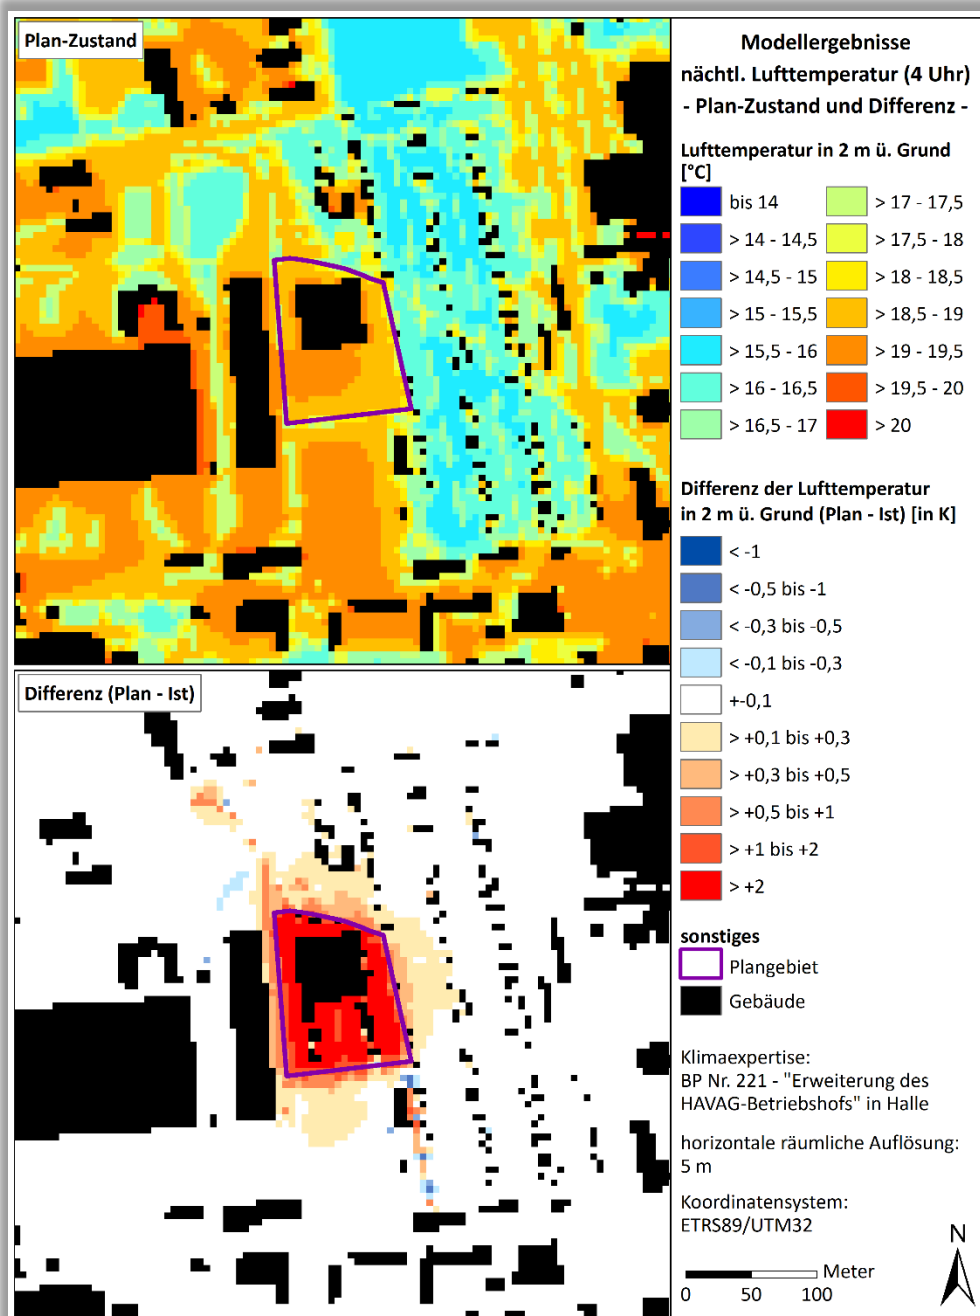 Plan-Zustand
Modellergebnisse
nächtl. Lufttemperatur (4 Uhr)
- Plan-Zustand und Differenz -
Lufttemperatur in 2 m ü. Grund
[°C]
bis 14
> 14 - 14,5
> 14,5 - 15
> 15 - 15,5
> 15,5 - 16
> 16 - 16,5
> 16,5 - 17
> 17 - 17,5
> 17,5 - 18
> 18 - 18,5
> 18,5 - 19
> 19 - 19,5
> 19,5 - 20
> 20
Differenz der Lufttemperatur
in 2 m ü. Grund (Plan - Ist) [in K]
< -1
< -0,5 bis -1
< -0,3 bis -0,5
< -0,1 bis -0,3
+-0,1
> +0,1 bis +0,3
> +0,3 bis +0,5
> +0,5 bis +1
> +1 bis +2
> +2
Differenz (Plan - Ist)
sonstiges
Plangebiet
Gebäude
Klimaexpertise:
BP Nr. 221 - "Erweiterung des
HAVAG-Betriebshofs" in Halle
horizontale räumliche Auflösung:
5 m
Koordinatensystem:
ETRS89/UTM32
N
Meter
0 50 100